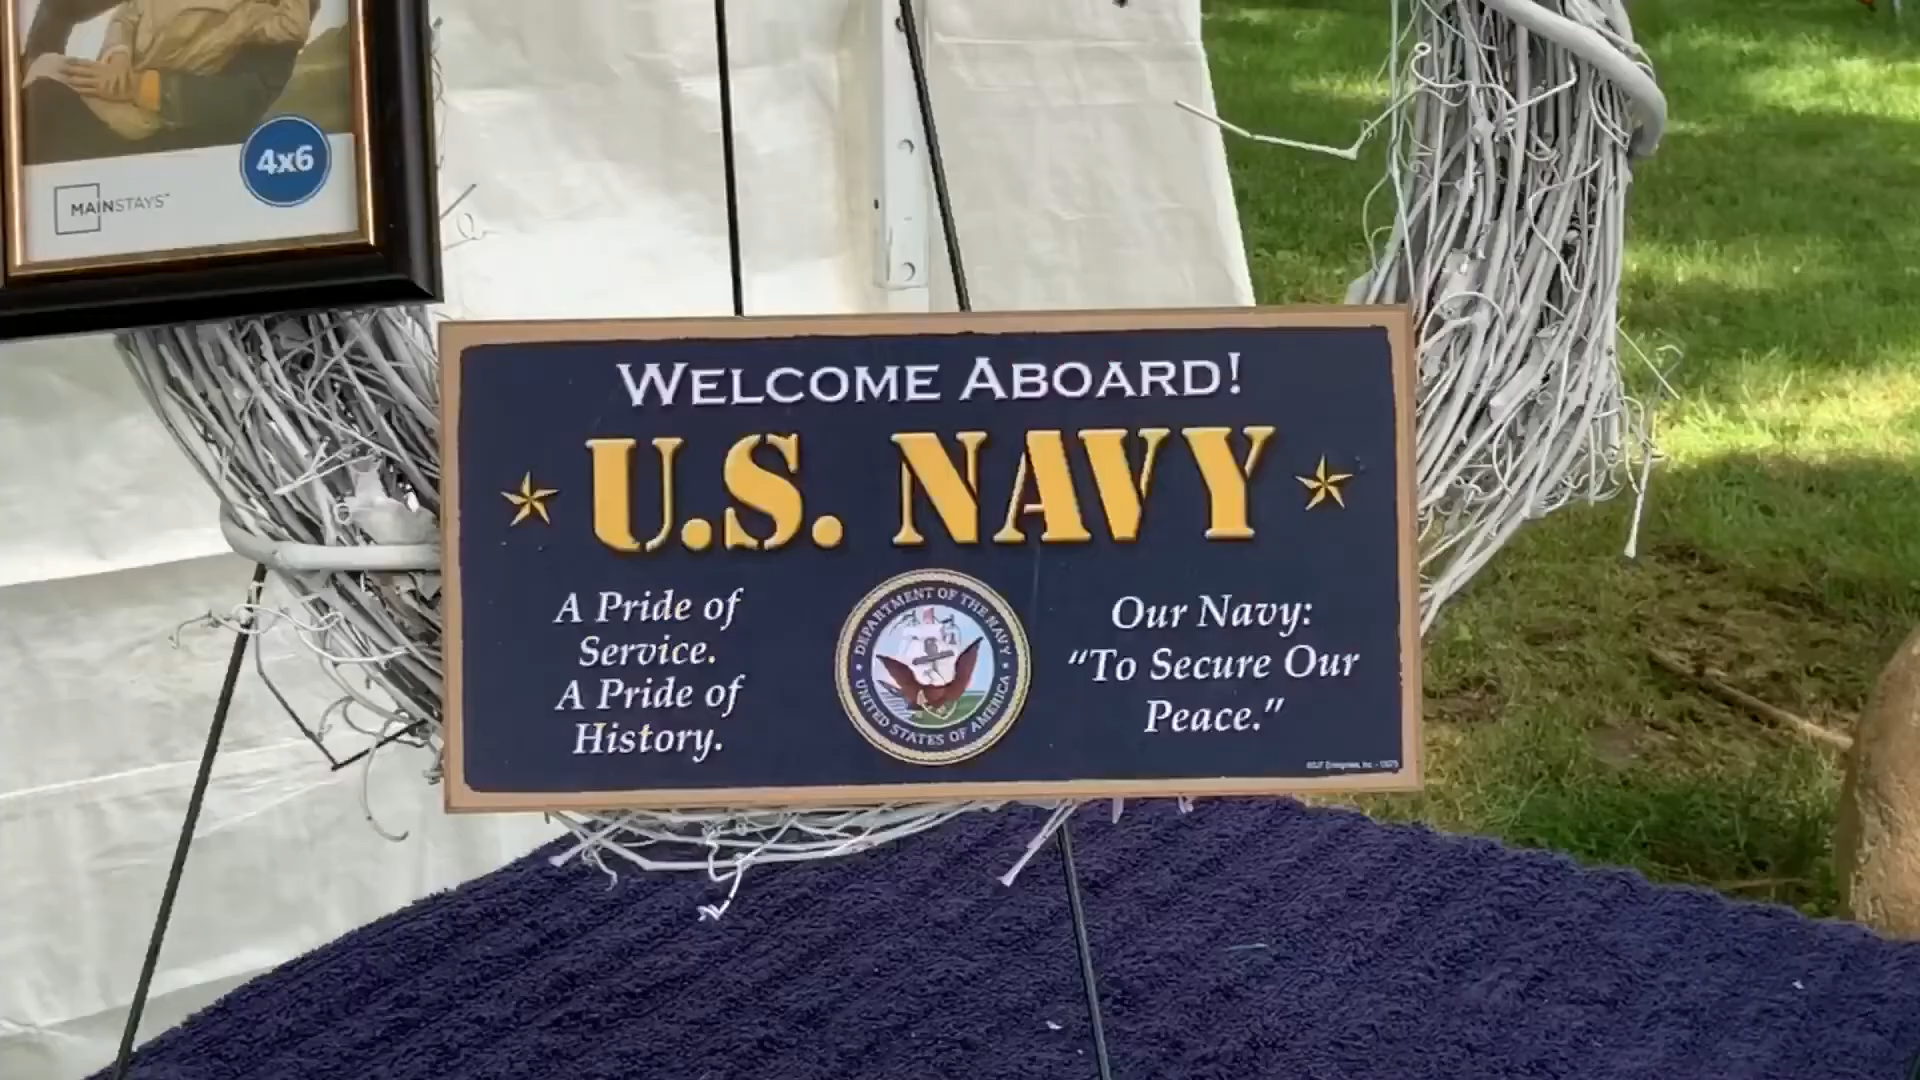 4x6
MAINSTAYS
WELCOME ABOARD!
U.S. NAVY
A Pride of
Service.
A Pride of
History.
DEPARTMENT OF THE NAVY
UNITED STATES OF AMERICA
Our Navy:
“To Secure Our
Peace.”